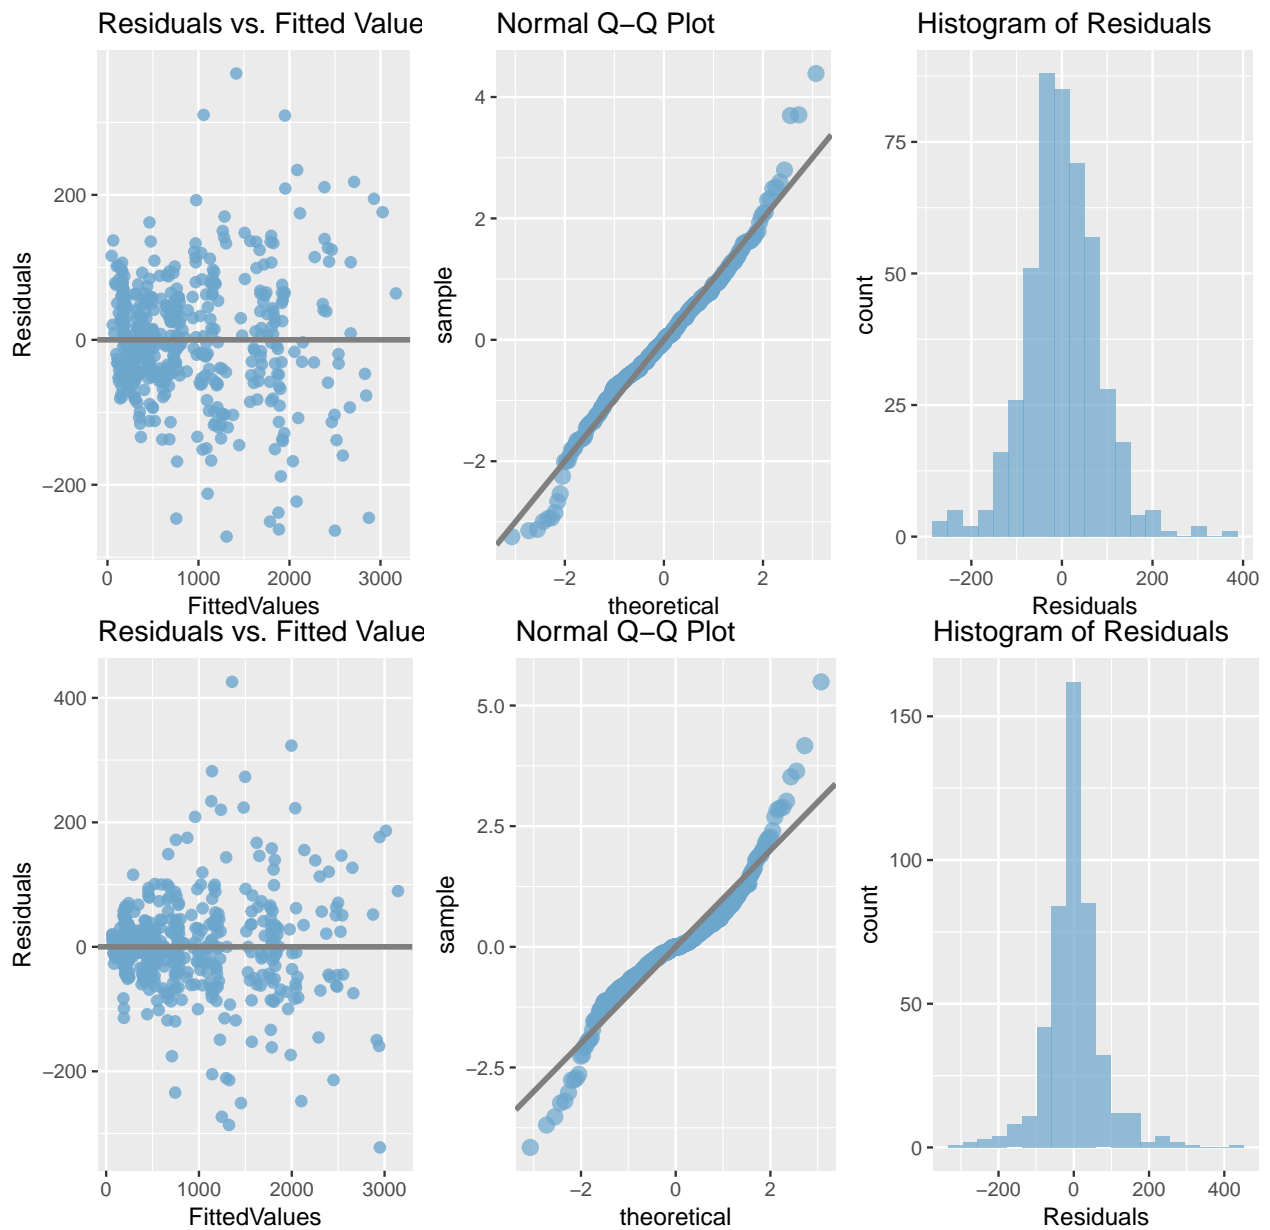 Residuals vs. Fitted Value
Residuals
200
0
−200
0 1000 2000 3000
FittedValues
Normal Q−Q Plot
sample
4
2
0
−2
−2 0 2
theoretical
Histogram of Residuals
count
75
50
25
0
−200 0 200 400
Residuals
Residuals vs. Fitted Value
Residuals
400
200
0
−200
0 1000 2000 3000
FittedValues
Normal Q−Q Plot
sample
5.0
2.5
0.0
−2.5
−2 0 2
theoretical
Histogram of Residuals
count
150
100
50
0
−200 0 200 400
Residuals